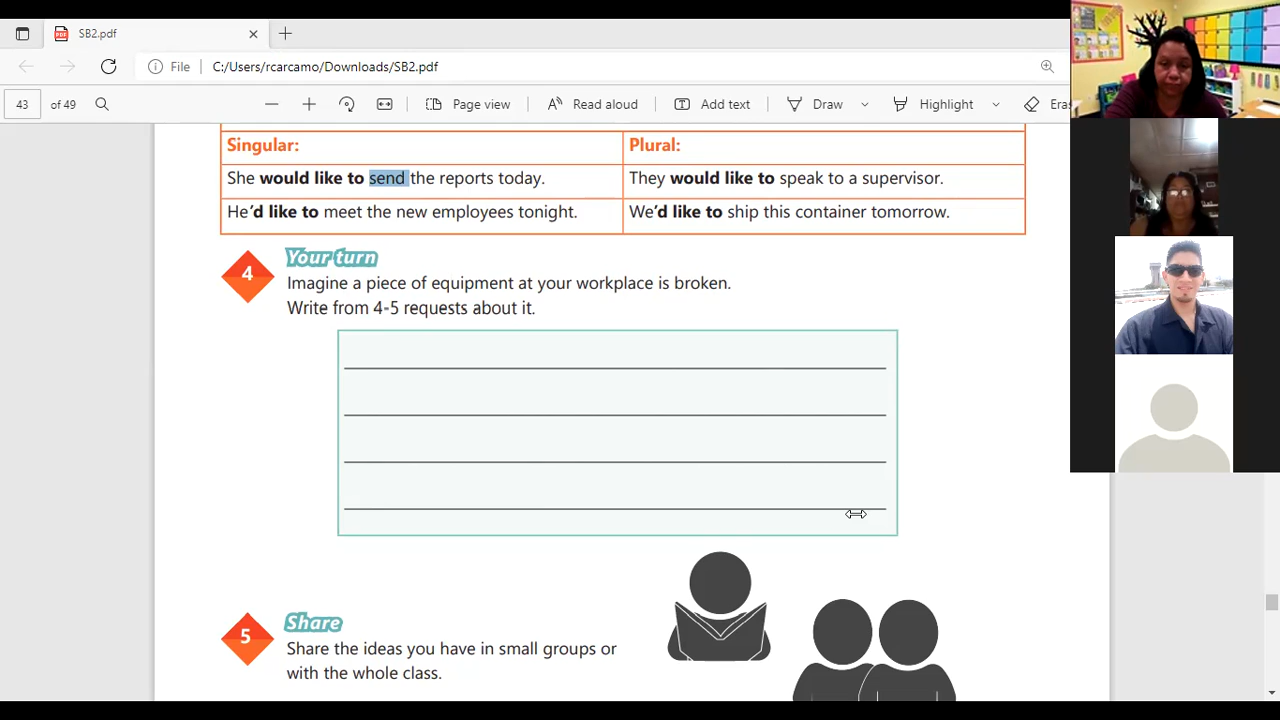 SB2.pdf
File
C:/Users/rcarcamo/Downloads/SB2.pdf
43 of 49
Page view
Read aloud
Add text
Draw
Highlight
Singular:
Plural:
She would like to send the reports today.
They would like to speak to a supervisor.
He'd like to meet the new employees tonight.
We'd like to ship this container tomorrow.
4
Your turn
Imagine a piece of equipment at your workplace is broken.
Write from 4-5 requests about it.
5
Share
Share the ideas you have in small groups or
with the whole class.